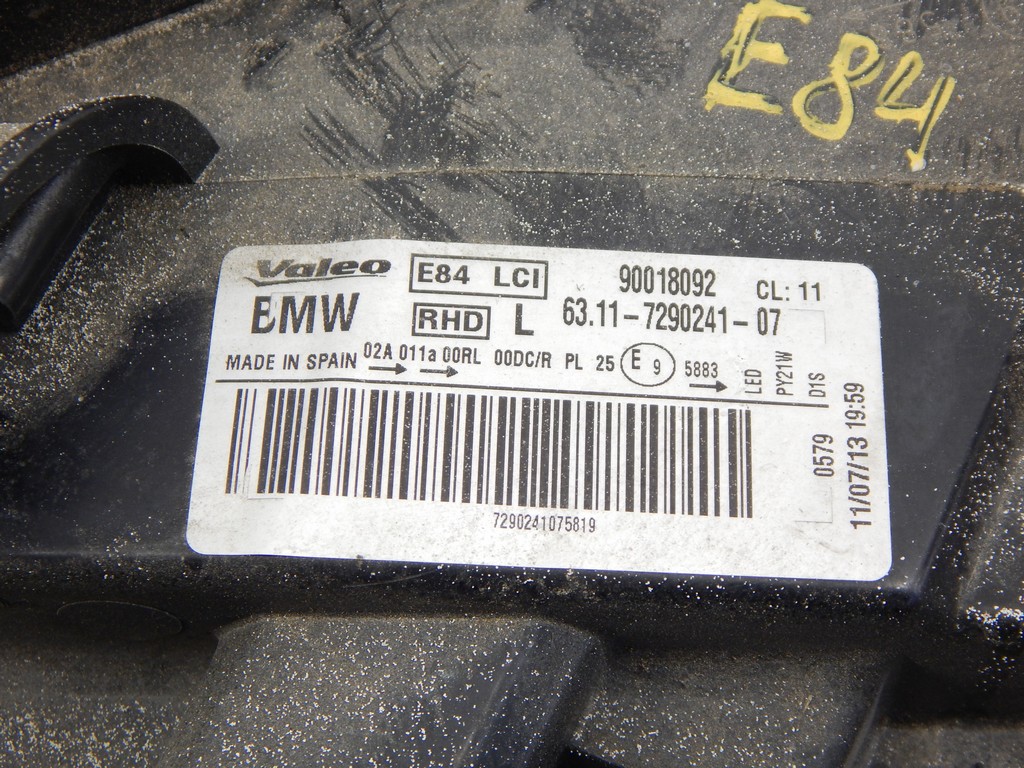 E84
Valeo E84 LCI 90018092 CL: 11
BMW RHD L 63.11-7290241-07
MADE IN SPAIN 02A 011a 00RL 00DC/R PL 25 E 9 5883
LED
PY21W
D1S
0579
11/07/13 19:59
7290241075819